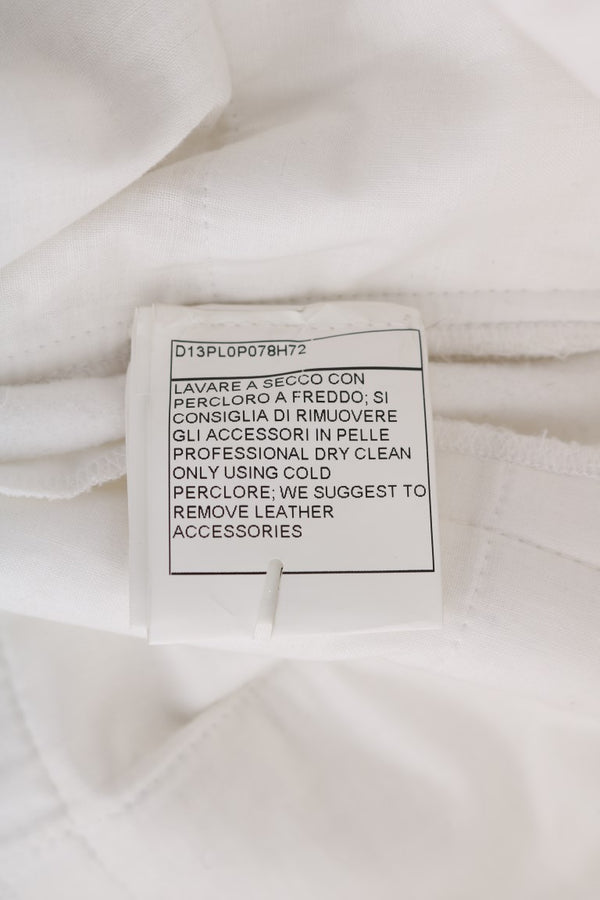 D13PL0P078H72
LAVARE A SECCO CON
PERCLORO A FREDDO; SI
CONSIGLIA DI RIMUOVERE
GLI ACCESSORI IN PELLE
PROFESSIONAL DRY CLEAN
ONLY USING COLD
PERCLORE; WE SUGGEST TO
REMOVE LEATHER
ACCESSORIES